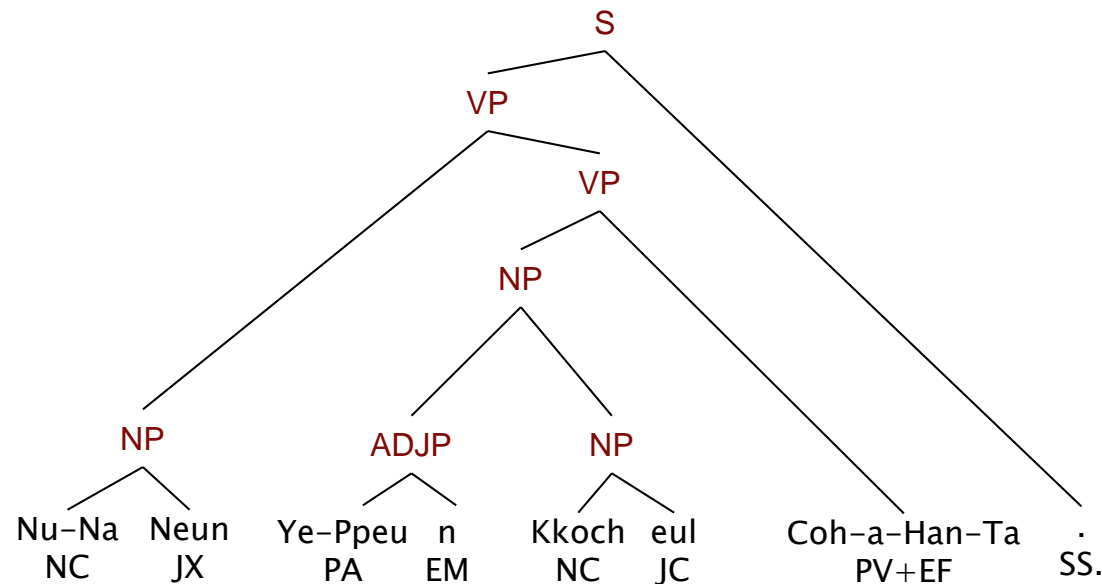 S
VP
VP
NP
NP ADJP NP
Nu-Na Neun Ye-Ppeu n Kkoch eul Coh-a-Han-Ta .
NC JX PA EM NC JC PV+EF SS.